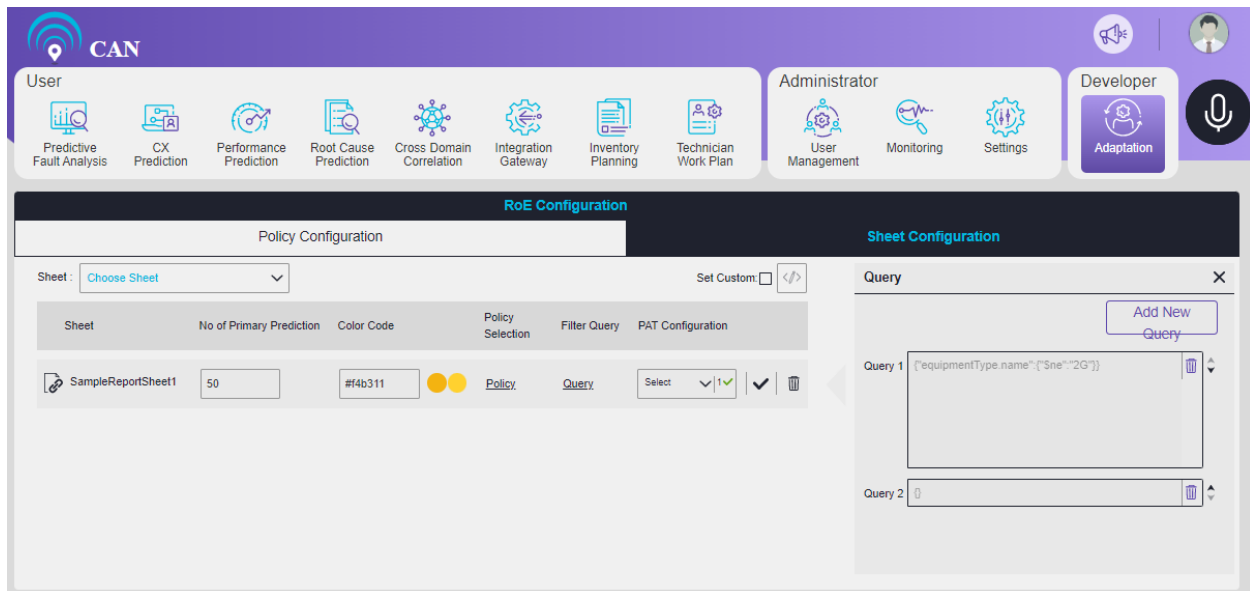 CAN
User
Administrator
Developer
Predictive
Fault Analysis
CX
Prediction
Performance
Prediction
Root Cause
Prediction
Cross Domain
Correlation
Integration
Gateway
Inventory
Planning
Technician
Work Plan
User
Management
Monitoring
Settings
Adaptation
RoE Configuration
Policy Configuration
Sheet Configuration
Sheet : Choose Sheet
Set Custom: </>
Sheet
No of Primary Prediction
Color Code
Policy
Selection
Filter Query
PAT Configuration
SampleReportSheet1
50
#f4b311
Policy
Query
Select
1
Query
Add New
Query
Query 1 {"equipmentType.name":{"$ne":"2G"}}
Query 2 {}